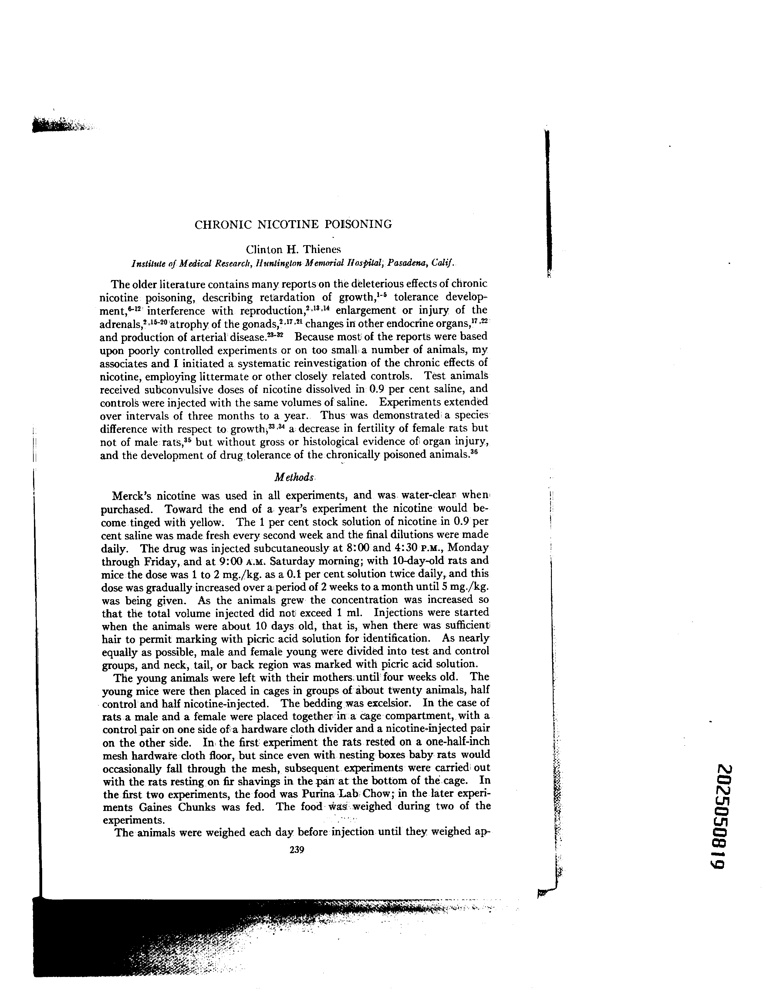 CHRONIC NICOTINE POISONING
Clinton H. Thienes
Institute of Medical Research, Huntington Memorial Hospital, Pasadena, Calif.
The older literature contains many reports on the deleterious effects of chronic
nicotine poisoning, describing retardation of growth,1-5 tolerance develop-
ment,6-12 interference with reproduction,2,13,14 enlargement or injury of the
adrenals,2,15-20 atrophy of the gonads,2,17,21 changes in other endocrine organs,17,22
and production of arterial disease.23-32 Because most of the reports were based
upon poorly controlled experiments or on too small a number of animals, my
associates and I initiated a systematic reinvestigation of the chronic effects of
nicotine, employing littermate or other closely related controls. Test animals
received subconvulsive doses of nicotine dissolved in 0.9 per cent saline, and
controls were injected with the same volumes of saline. Experiments extended
over intervals of three months to a year. Thus was demonstrated a species
difference with respect to growth,33,34 a decrease in fertility of female rats but
not of male rats,35 but without gross or histological evidence of organ injury,
and the development of drug tolerance of the chronically poisoned animals.36
Methods
Merck's nicotine was used in all experiments, and was water-clear when
purchased. Toward the end of a year's experiment the nicotine would be-
come tinged with yellow. The 1 per cent stock solution of nicotine in 0.9 per
cent saline was made fresh every second week and the final dilutions were made
daily. The drug was injected subcutaneously at 8:00 and 4:30 P.M., Monday
through Friday, and at 9:00 A.M. Saturday morning; with 10-day-old rats and
mice the dose was 1 to 2 mg./kg. as a 0.1 per cent solution twice daily, and this
dose was gradually increased over a period of 2 weeks to a month until 5 mg./kg.
was being given. As the animals grew the concentration was increased so
that the total volume injected did not exceed 1 ml. Injections were started
when the animals were about 10 days old, that is, when there was sufficient
hair to permit marking with picric acid solution for identification. As nearly
equally as possible, male and female young were divided into test and control
groups, and neck, tail, or back region was marked with picric acid solution.
The young animals were left with their mothers until four weeks old. The
young mice were then placed in cages in groups of about twenty animals, half
control and half nicotine-injected. The bedding was excelsior. In the case of
rats a male and a female were placed together in a cage compartment, with a
control pair on one side of a hardware cloth divider and a nicotine-injected pair
on the other side. In the first experiment the rats rested on a one-half-inch
mesh hardware cloth floor, but since even with nesting boxes baby rats would
occasionally fall through the mesh, subsequent experiments were carried out
with the rats resting on fir shavings in the pan at the bottom of the cage. In
the first two experiments, the food was Purina Lab Chow; in the later experi-
ments Gaines Chunks was fed. The food was weighed during two of the
experiments.
The animals were weighed each day before injection until they weighed ap-
239
2025050819